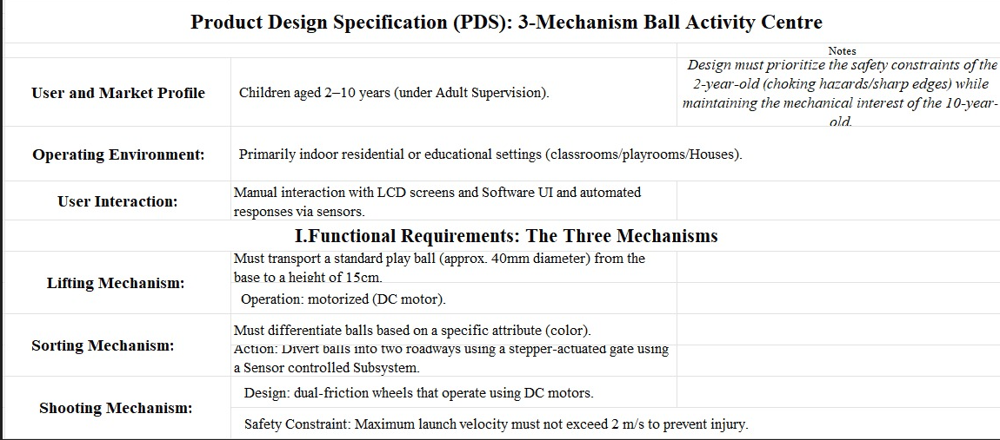 Product Design Specification (PDS): 3-Mechanism Ball Activity Centre
Notes
User and Market Profile
Children aged 2–10 years (under Adult Supervision).
Design must prioritize the safety constraints of the
2-year-old (choking hazards/sharp edges) while
maintaining the mechanical interest of the 10-year-
old.
Operating Environment:
Primarily indoor residential or educational settings (classrooms/playrooms/Houses).
User Interaction:
Manual interaction with LCD screens and Software UI and automated
responses via sensors.
I.Functional Requirements: The Three Mechanisms
Lifting Mechanism:
Must transport a standard play ball (approx. 40mm diameter) from the
base to a height of 15cm.
Operation: motorized (DC motor).
Sorting Mechanism:
Must differentiate balls based on a specific attribute (color).
Action: Divert balls into two roadways using a stepper-actuated gate using
a Sensor controlled Subsystem.
Shooting Mechanism:
Design: dual-friction wheels that operate using DC motors.
Safety Constraint: Maximum launch velocity must not exceed 2 m/s to prevent injury.